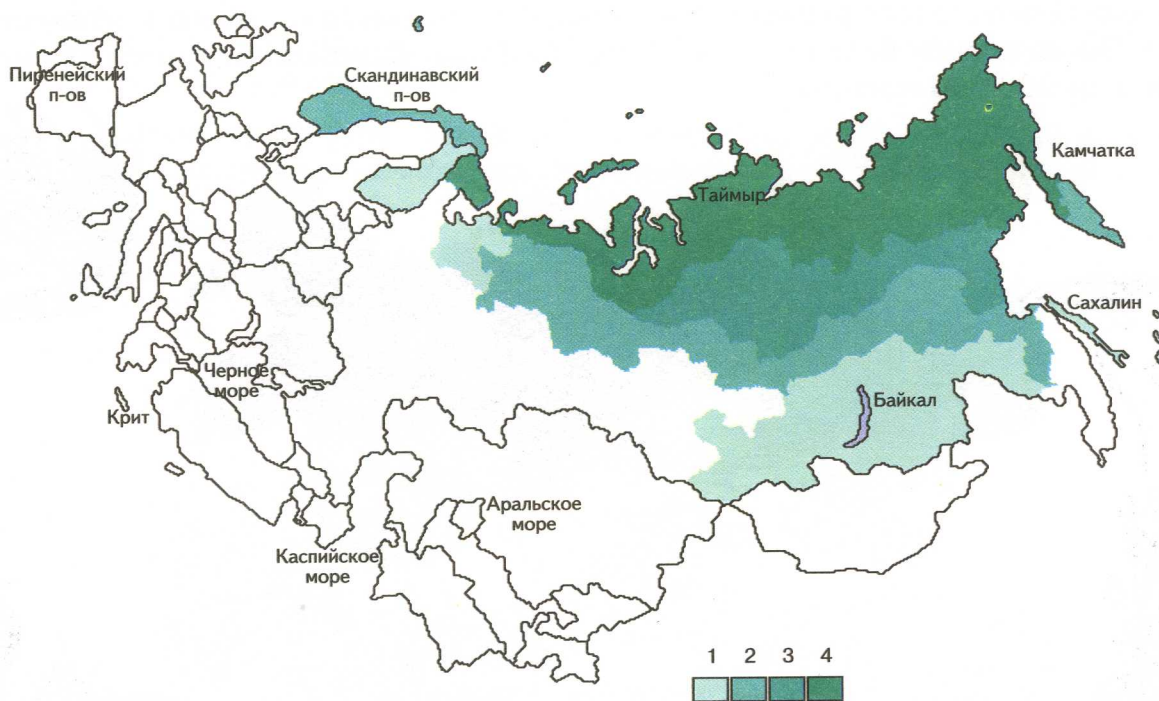 Пиренейский
п-ов
Скандинавский
п-ов
Камчатка
Таймыр
Сахалин
Черное
море
Байкал
Крит
Аральское
море
Каспийское
море
1 2 3 4